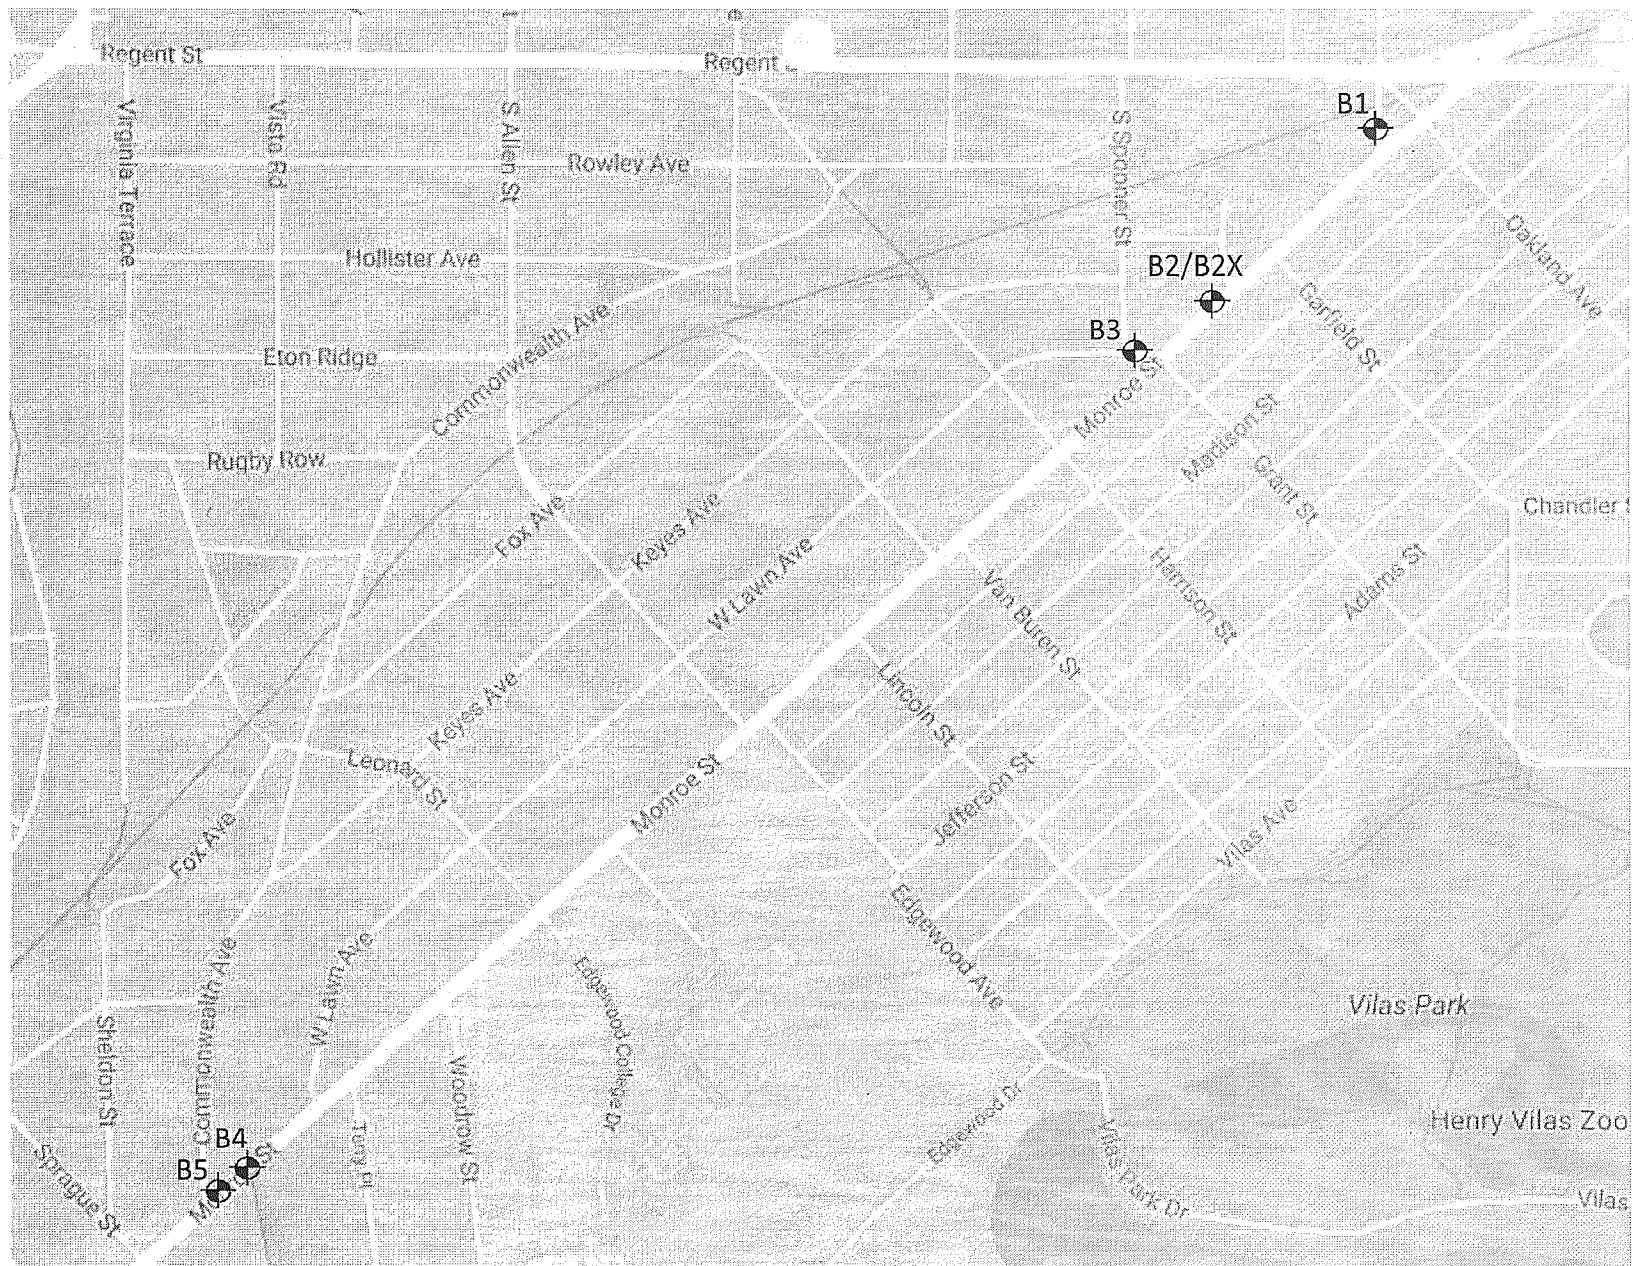 Regent St
Regent
B1
Virginia Terrace
Vista Rd
S Allen St
S Spooner St
Rowley Ave
Oakland Ave
Hollister Ave
B2/B2X
Garfield St
Commonwealth Ave
B3
Eton Ridge
Monroe St
Madison St
Rugby Row
Grant St
Keyes Ave
Fox Ave
Chandler
W Lawn Ave
Harrison St
Adams St
Van Buren St
Lincoln St
Keyes Ave
Leonard St
Monroe St
Jefferson St
Vilas Ave
Fox Ave
Edgewood Ave
Commonwealth Ave
W Lawn Ave
Edgewood College Dr
Vilas Park
Sheldon St
Woodrow St
Edgewood Dr
Henry Vilas Zoo
Vilas Park Dr
Terry Pl
B4
B5
St
Sprague St
Vilas